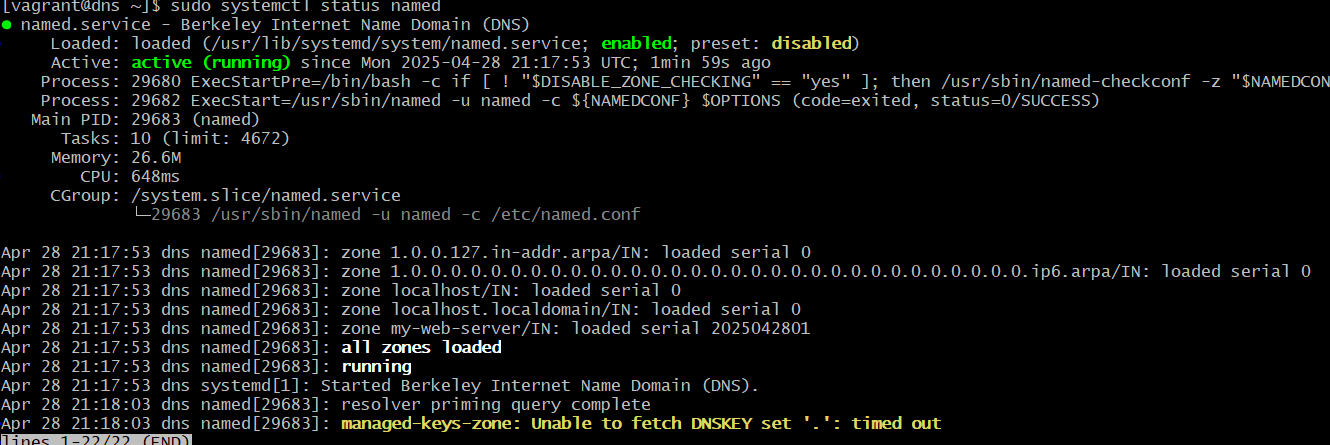 [vagrant@dns ~]$ sudo systemctl status named
● named.service - Berkeley Internet Name Domain (DNS)
Loaded: loaded (/usr/lib/systemd/system/named.service; enabled; preset: disabled)
Active: active (running) since Mon 2025-04-28 21:17:53 UTC; 1min 59s ago
Process: 29680 ExecStartPre=/bin/bash -c if [ ! "$DISABLE_ZONE_CHECKING" == "yes" ]; then /usr/sbin/named-checkconf -z "$NAMEDCON
Process: 29682 ExecStart=/usr/sbin/named -u named -c ${NAMEDCONF} $OPTIONS (code=exited, status=0/SUCCESS)
Main PID: 29683 (named)
Tasks: 10 (limit: 4672)
Memory: 26.6M
CPU: 648ms
CGroup: /system.slice/named.service
└─29683 /usr/sbin/named -u named -c /etc/named.conf
Apr 28 21:17:53 dns named[29683]: zone 1.0.0.127.in-addr.arpa/IN: loaded serial 0
Apr 28 21:17:53 dns named[29683]: zone 1.0.0.0.0.0.0.0.0.0.0.0.0.0.0.0.0.0.0.0.0.0.0.0.0.0.0.0.0.0.0.0.ip6.arpa/IN: loaded serial 0
Apr 28 21:17:53 dns named[29683]: zone localhost/IN: loaded serial 0
Apr 28 21:17:53 dns named[29683]: zone localhost.localdomain/IN: loaded serial 0
Apr 28 21:17:53 dns named[29683]: zone my-web-server/IN: loaded serial 2025042801
Apr 28 21:17:53 dns named[29683]: all zones loaded
Apr 28 21:17:53 dns named[29683]: running
Apr 28 21:17:53 dns systemd[1]: Started Berkeley Internet Name Domain (DNS).
Apr 28 21:18:03 dns named[29683]: resolver priming query complete
Apr 28 21:18:03 dns named[29683]: managed-keys-zone: Unable to fetch DNSKEY set '.': timed out
lines 1-22/22 (END)